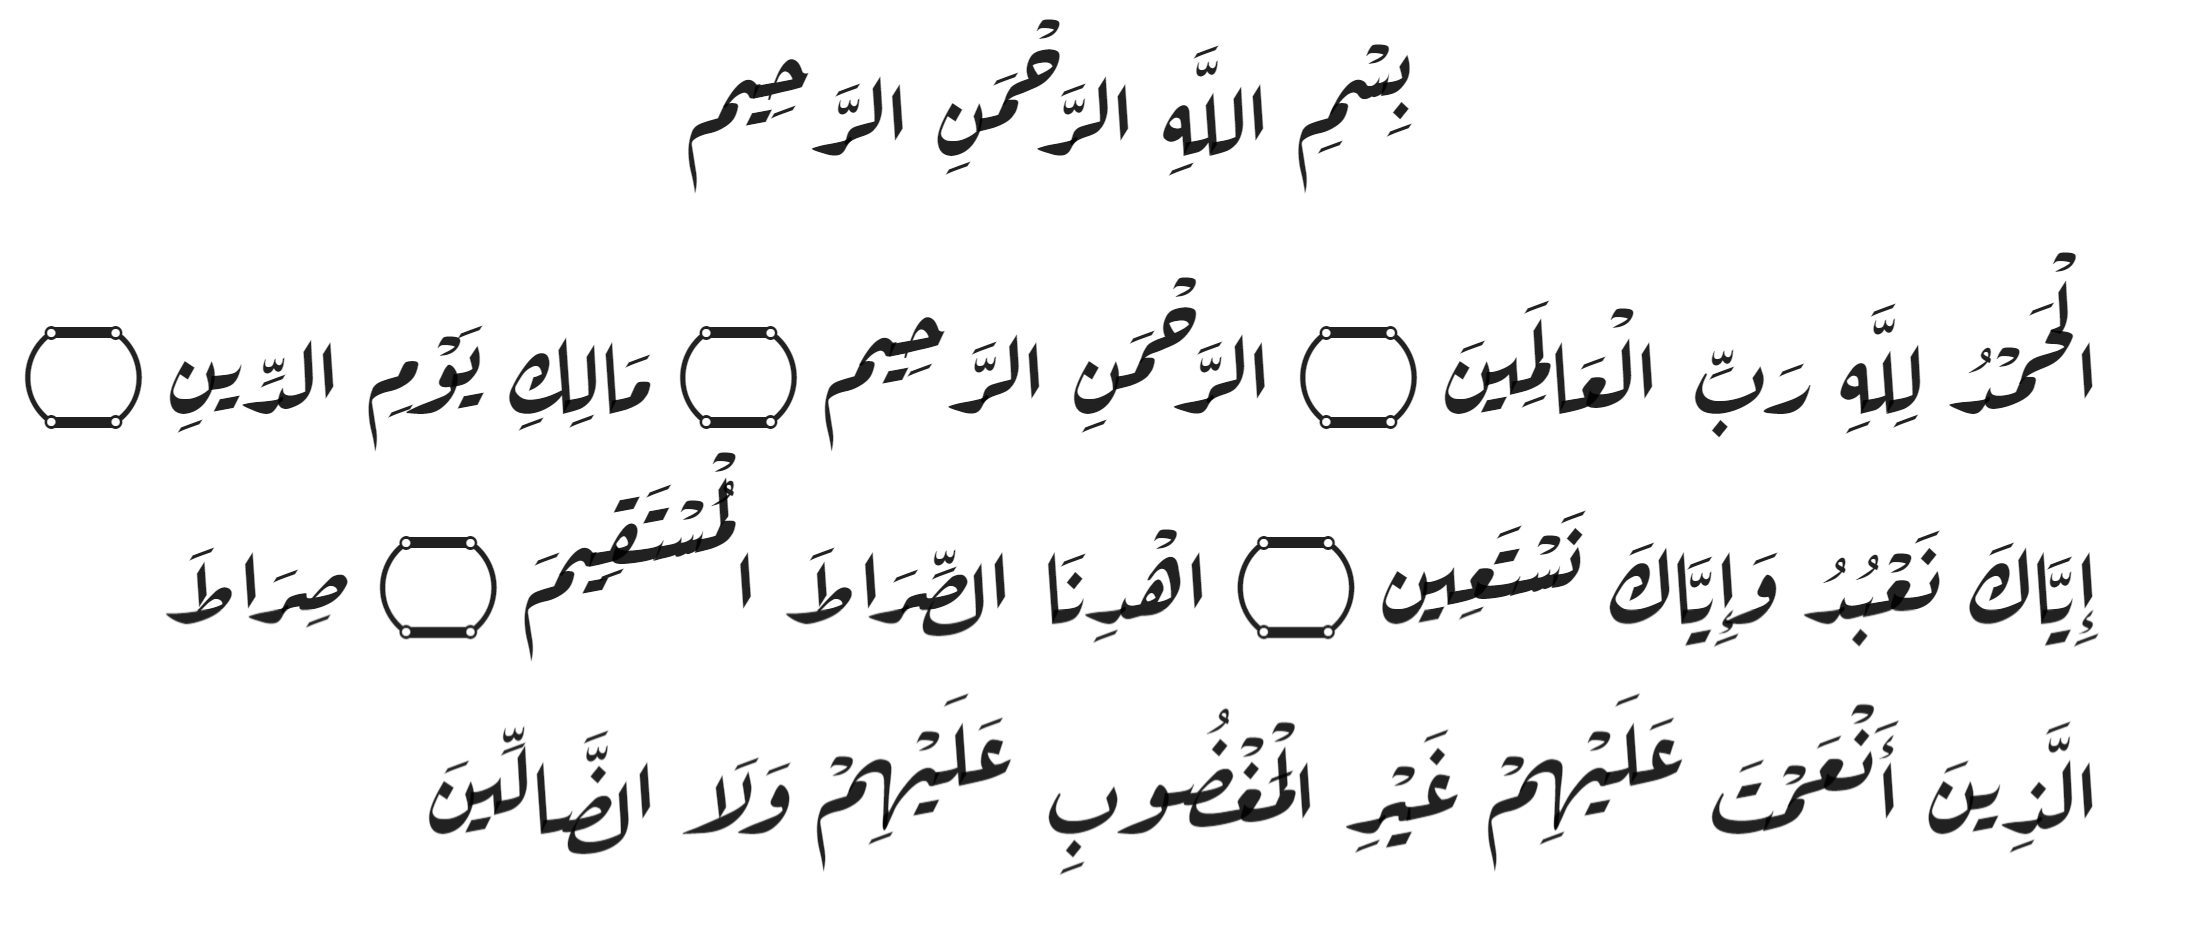 بِسْمِ اللَّهِ الرَّحْمَنِ الرَّحِيم
الْحَمْدُ لِلَّهِ رَبِّ الْعَالَمِينَ ۝ الرَّحْمَنِ الرَّحِيم ۝ مَالِكِ يَوْمِ الدِّينِ ۝
إِيَّاكَ نَعْبُدُ وَإِيَّاكَ نَسْتَعِين ۝ اهْدِنَا الصِّرَاطَ الْمُسْتَقِيمَ ۝ صِرَاطَ
الَّذِينَ أَنْعَمْتَ عَلَيْهِمْ غَيْرِ الْمَغْضُوبِ عَلَيْهِمْ وَلَا الضَّالِّينَ